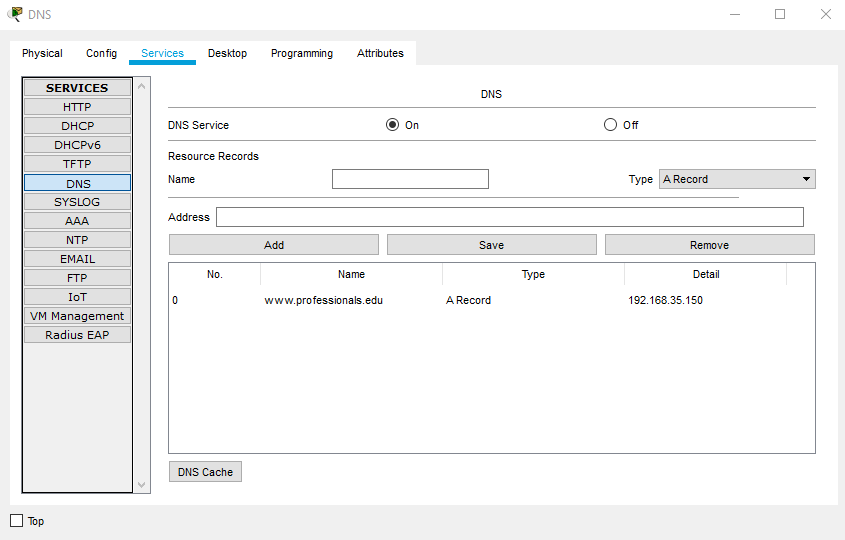 DNS
Physical Config Services Desktop Programming Attributes
SERVICES
HTTP
DHCP
DHCPv6
TFTP
DNS
SYSLOG
AAA
NTP
EMAIL
FTP
IoT
VM Management
Radius EAP
DNS
DNS Service On Off
Resource Records
Name Type A Record
Address
Add Save Remove
No. Name Type Detail
0 www.professionals.edu A Record 192.168.35.150
DNS Cache
Top